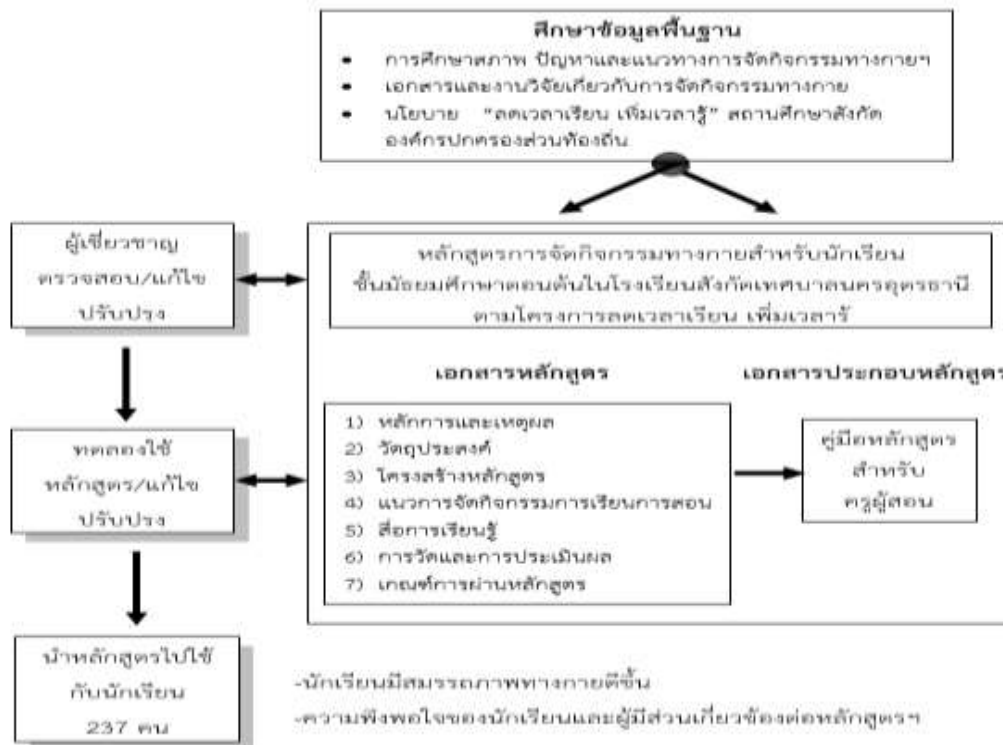 ศึกษาข้อมูลพื้นฐาน
• การศึกษาสภาพ ปัญหาและแนวทางการจัดกิจกรรมทางกายฯ
• เอกสารและงานวิจัยเกี่ยวกับการจัดกิจกรรมทางกาย
• นโยบาย "ลดเวลาเรียน เพิ่มเวลารู้" สถานศึกษาสังกัด
องค์กรปกครองส่วนท้องถิ่น
ผู้เชี่ยวชาญ
ตรวจสอบ/แก้ไข
ปรับปรุง
หลักสูตรการจัดกิจกรรมทางกายสำหรับนักเรียน
ชั้นมัธยมศึกษาตอนต้นในโรงเรียนสังกัดเทศบาลนครอุดรธานี
ตามโครงการลดเวลาเรียน เพิ่มเวลารู้
เอกสารหลักสูตร
เอกสารประกอบหลักสูตร
ทดลองใช้
หลักสูตร/แก้ไข
ปรับปรุง
1) หลักการและเหตุผล
2) วัตถุประสงค์
3) โครงสร้างหลักสูตร
4) แนวการจัดกิจกรรมการเรียนการสอน
5) สื่อการเรียนรู้
6) การวัดและการประเมินผล
7) เกณฑ์การผ่านหลักสูตร
คู่มือหลักสูตร
สำหรับ
ครูผู้สอน
นำหลักสูตรไปใช้
กับนักเรียน
237 คน
-นักเรียนมีสมรรถภาพทางกายดีขึ้น
-ความพึงพอใจของนักเรียนและผู้มีส่วนเกี่ยวข้องต่อหลักสูตรฯ